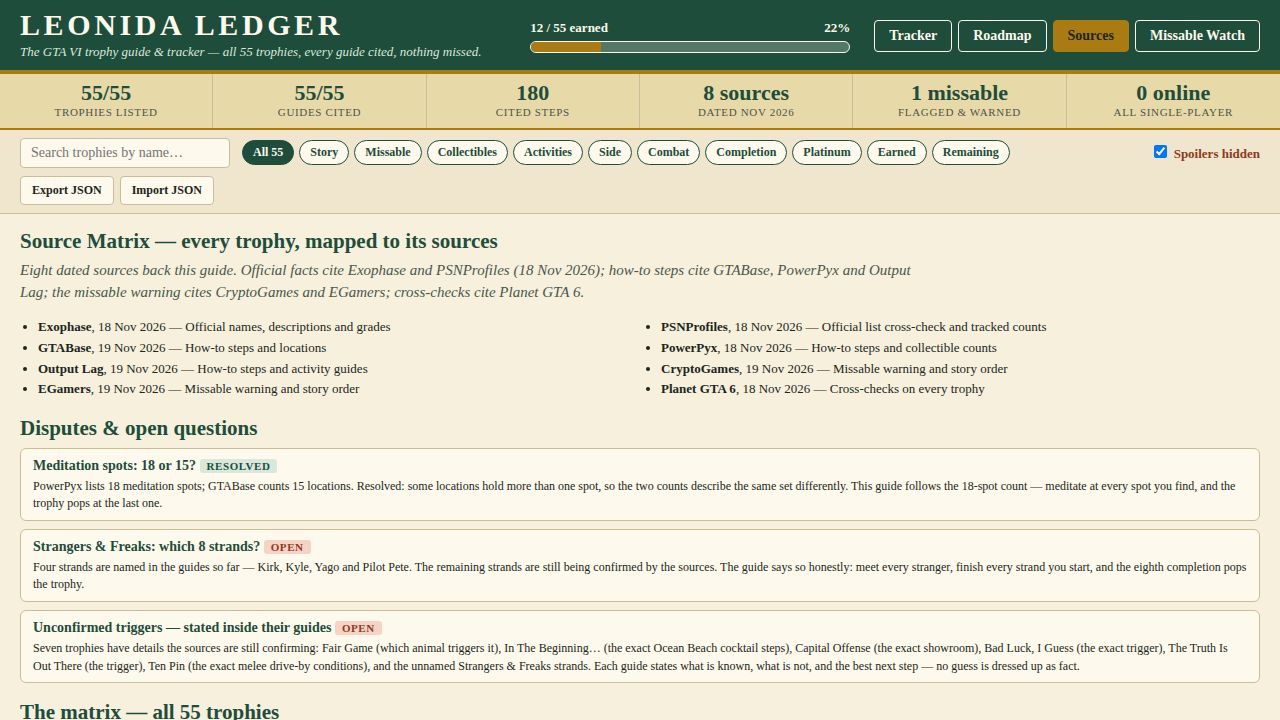 LEONIDA LEDGER
The GTA VI trophy guide & tracker — all 55 trophies, every guide cited, nothing missed.
12 / 55 earned 22%
Tracker Roadmap Sources Missable Watch
55/55 55/55 180 8 sources 1 missable 0 online
TROPHIES LISTED GUIDES CITED CITED STEPS DATED NOV 2026 FLAGGED & WARNED ALL SINGLE-PLAYER
Search trophies by name… All 55 Story Missable Collectibles Activities Side Combat Completion Platinum Earned Remaining Spoilers hidden
Export JSON Import JSON
Source Matrix — every trophy, mapped to its sources
Eight dated sources back this guide. Official facts cite Exophase and PSNProfiles (18 Nov 2026); how-to steps cite GTABase, PowerPyx and Output
Lag; the missable warning cites CryptoGames and EGamers; cross-checks cite Planet GTA 6.
• Exophase, 18 Nov 2026 — Official names, descriptions and grades
• GTABase, 19 Nov 2026 — How-to steps and locations
• Output Lag, 19 Nov 2026 — How-to steps and activity guides
• EGamers, 19 Nov 2026 — Missable warning and story order
• PSNProfiles, 18 Nov 2026 — Official list cross-check and tracked counts
• PowerPyx, 18 Nov 2026 — How-to steps and collectible counts
• CryptoGames, 19 Nov 2026 — Missable warning and story order
• Planet GTA 6, 18 Nov 2026 — Cross-checks on every trophy
Disputes & open questions
Meditation spots: 18 or 15? RESOLVED
PowerPyx lists 18 meditation spots; GTABase counts 15 locations. Resolved: some locations hold more than one spot, so the two counts describe the same set differently. This guide follows the 18-spot count — meditate at every spot you find, and the
trophy pops at the last one.
Strangers & Freaks: which 8 strands? OPEN
Four strands are named in the guides so far — Kirk, Kyle, Yago and Pilot Pete. The remaining strands are still being confirmed by the sources. The guide says so honestly: meet every stranger, finish every strand you start, and the eighth completion pops
the trophy.
Unconfirmed triggers — stated inside their guides OPEN
Seven trophies have details the sources are still confirming: Fair Game (which animal triggers it), In The Beginning… (the exact Ocean Beach cocktail steps), Capital Offense (the exact showroom), Bad Luck, I Guess (the exact trigger), The Truth Is
Out There (the trigger), Ten Pin (the exact melee drive-by conditions), and the unnamed Strangers & Freaks strands. Each guide states what is known, what is not, and the best next step — no guess is dressed up as fact.
The matrix — all 55 trophies